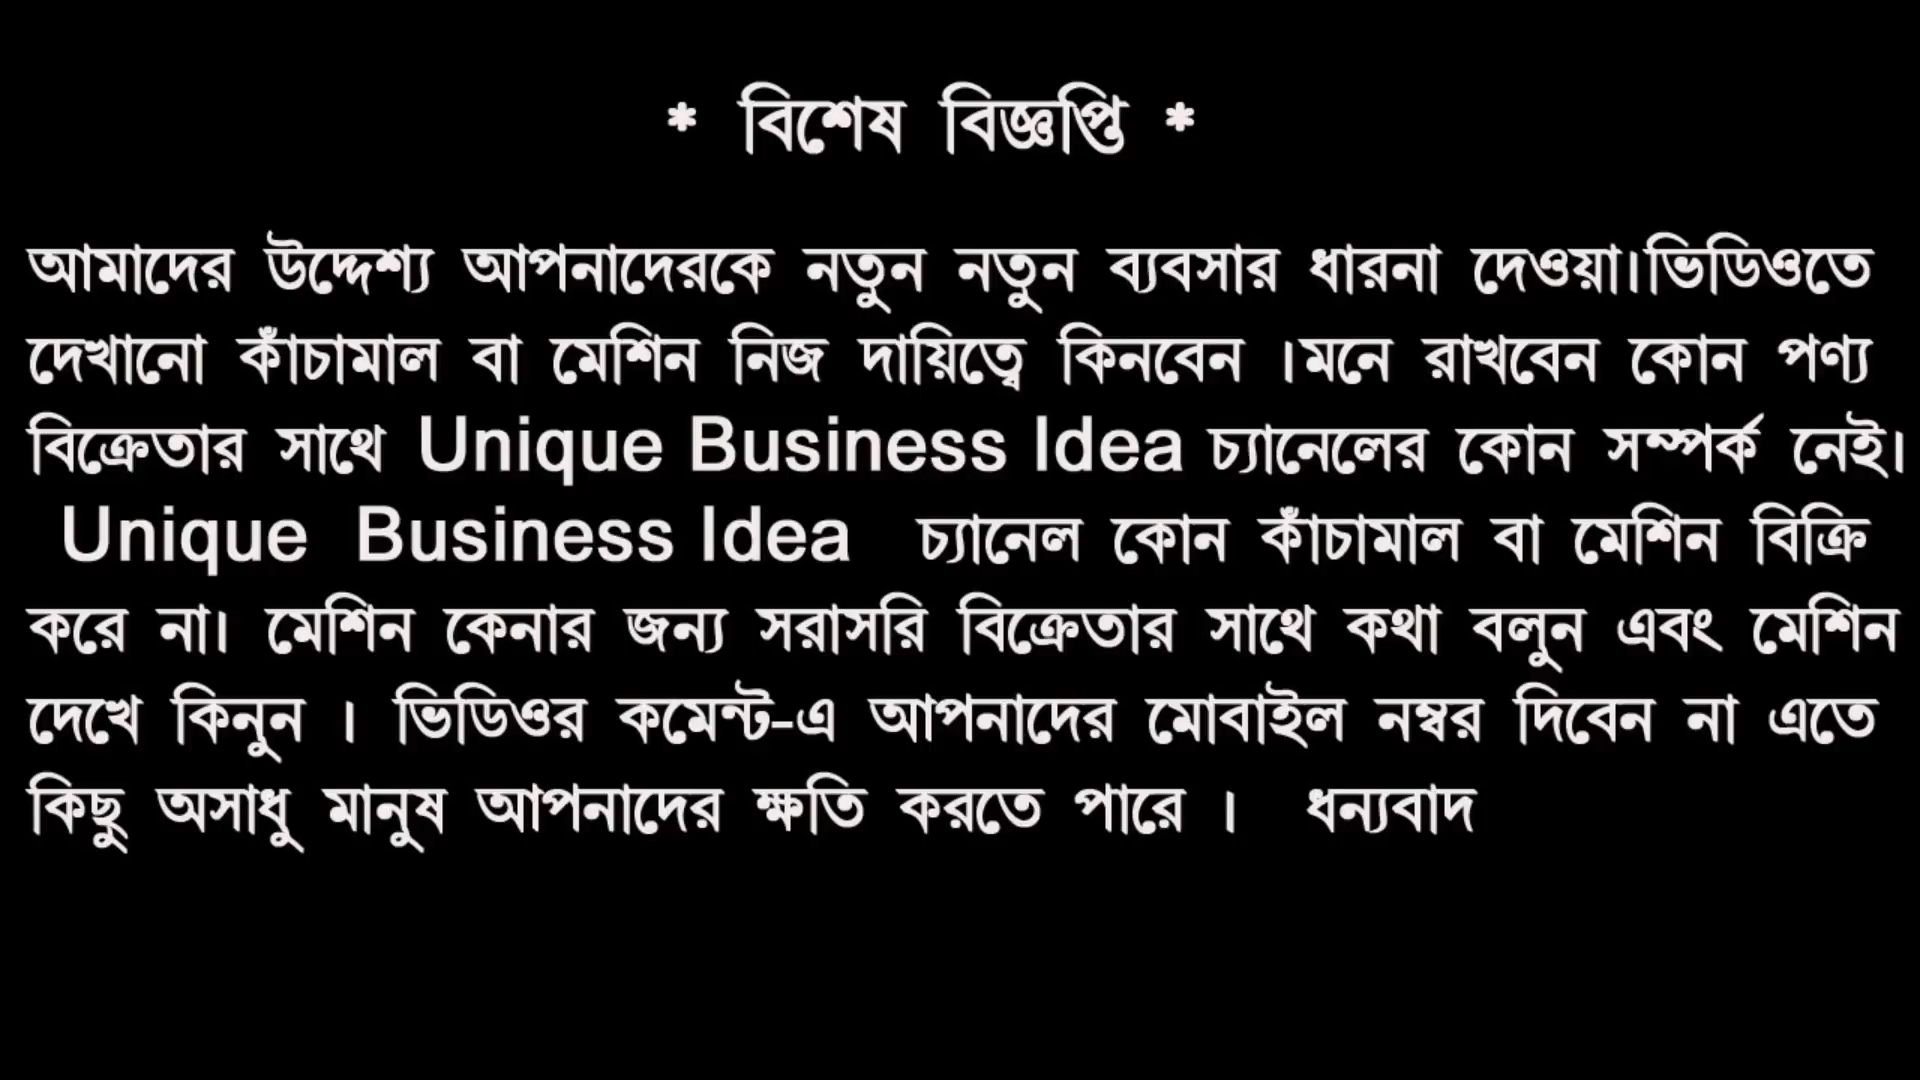 * বিশেষ বিজ্ঞপ্তি *
আমাদের উদ্দেশ্য আপনাদেরকে নতুন নতুন ব্যবসার ধারনা দেওয়া।ভিডিওতে
দেখানো কাঁচামাল বা মেশিন নিজ দায়িত্বে কিনবেন ।মনে রাখবেন কোন পণ্য
বিক্রেতার সাথে Unique Business Idea চ্যানেলের কোন সম্পর্ক নেই।
Unique Business Idea চ্যানেল কোন কাঁচামাল বা মেশিন বিক্রি
করে না। মেশিন কেনার জন্য সরাসরি বিক্রেতার সাথে কথা বলুন এবং মেশিন
দেখে কিনুন । ভিডিওর কমেন্ট-এ আপনাদের মোবাইল নম্বর দিবেন না এতে
কিছু অসাধু মানুষ আপনাদের ক্ষতি করতে পারে । ধন্যবাদ